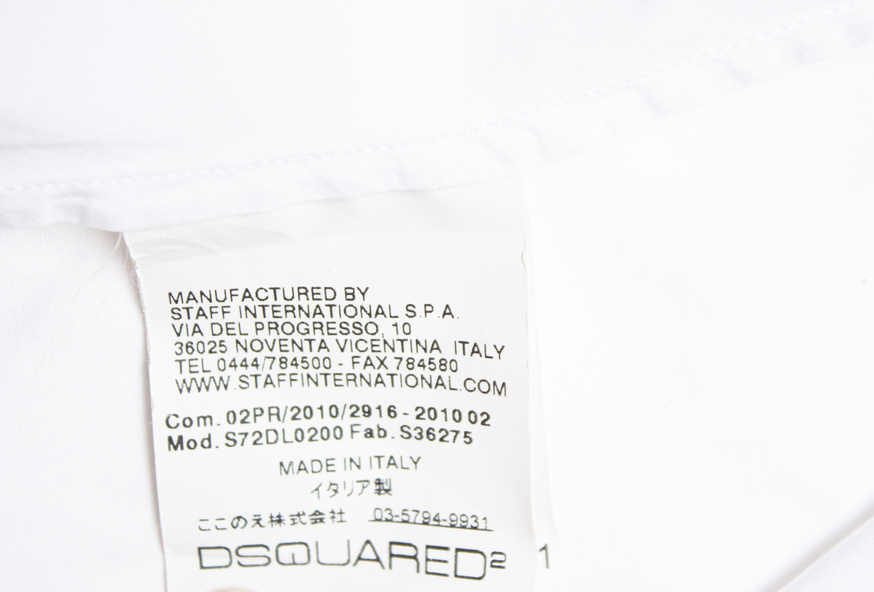 MANUFACTURED BY
STAFF INTERNATIONAL S.P.A.
VIA DEL PROGRESSO, 10
36025 NOVENTA VICENTINA ITALY
TEL 0444/784500 - FAX 784580
WWW.STAFFINTERNATIONAL.COM
Com. 02PR/2010/2916 - 2010 02
Mod. S72DL0200 Fab. S36275
MADE IN ITALY
イタリア製
ここのえ株式会社 03-5794-9931
DSQUARED2 1